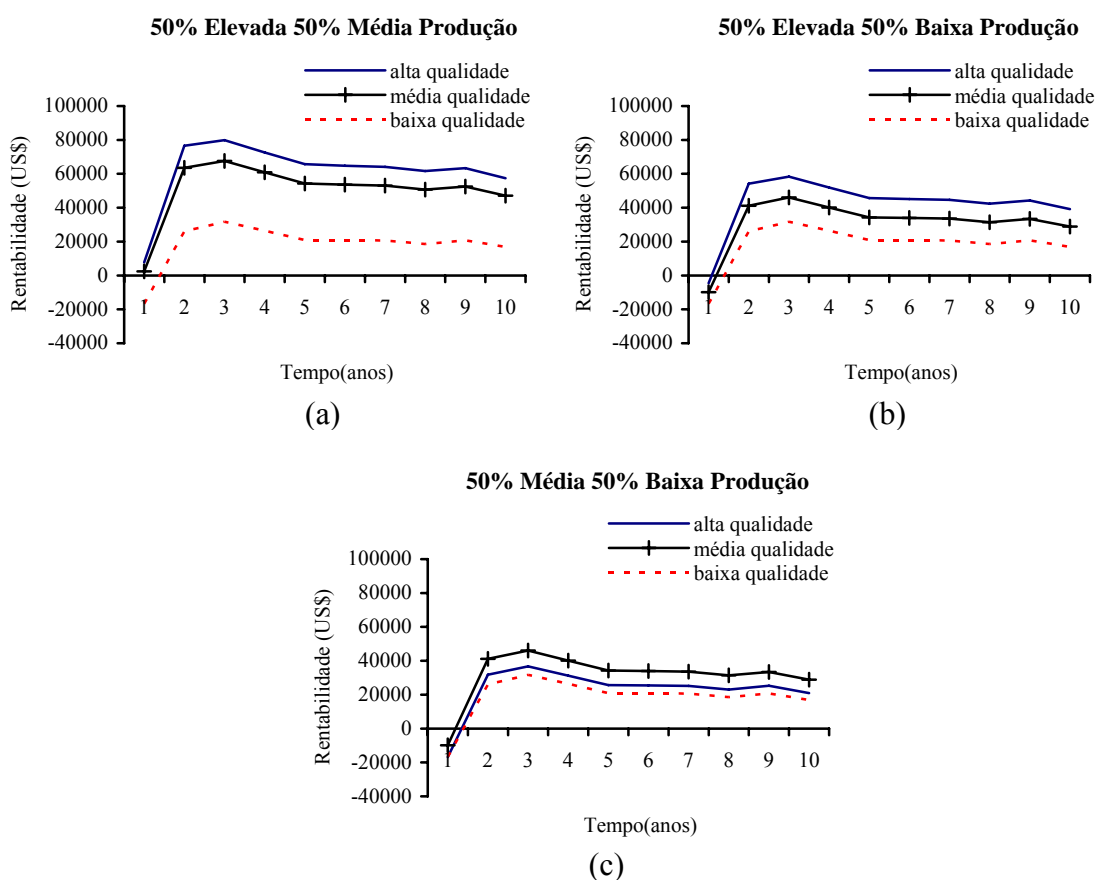 50% Elevada 50% Média Produção
alta qualidade
média qualidade
baixa qualidade
100000
80000
60000
40000
20000
0
-20000
-40000
Rentabilidade (US$)
1 2 3 4 5 6 7 8 9 10
Tempo(anos)
(a)
50% Elevada 50% Baixa Produção
alta qualidade
média qualidade
baixa qualidade
100000
80000
60000
40000
20000
0
-20000
-40000
Rentabilidade (US$)
1 2 3 4 5 6 7 8 9 10
Tempo(anos)
(b)
50% Média 50% Baixa Produção
alta qualidade
média qualidade
baixa qualidade
100000
80000
60000
40000
20000
0
-20000
-40000
Rentabilidade (US$)
1 2 3 4 5 6 7 8 9 10
Tempo(anos)
(c)